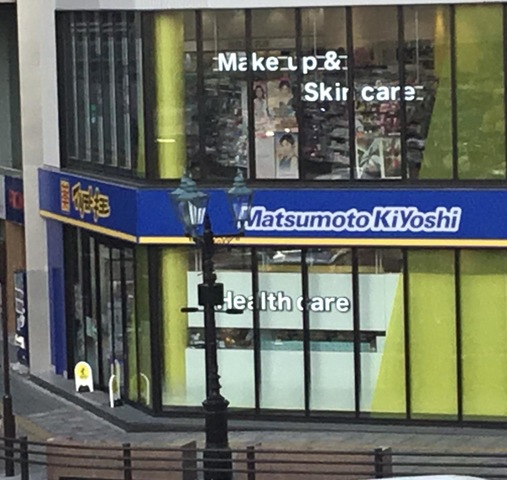 Make up &
Skin care
マツモトキヨシ
Matsumoto KiYoshi
Health care